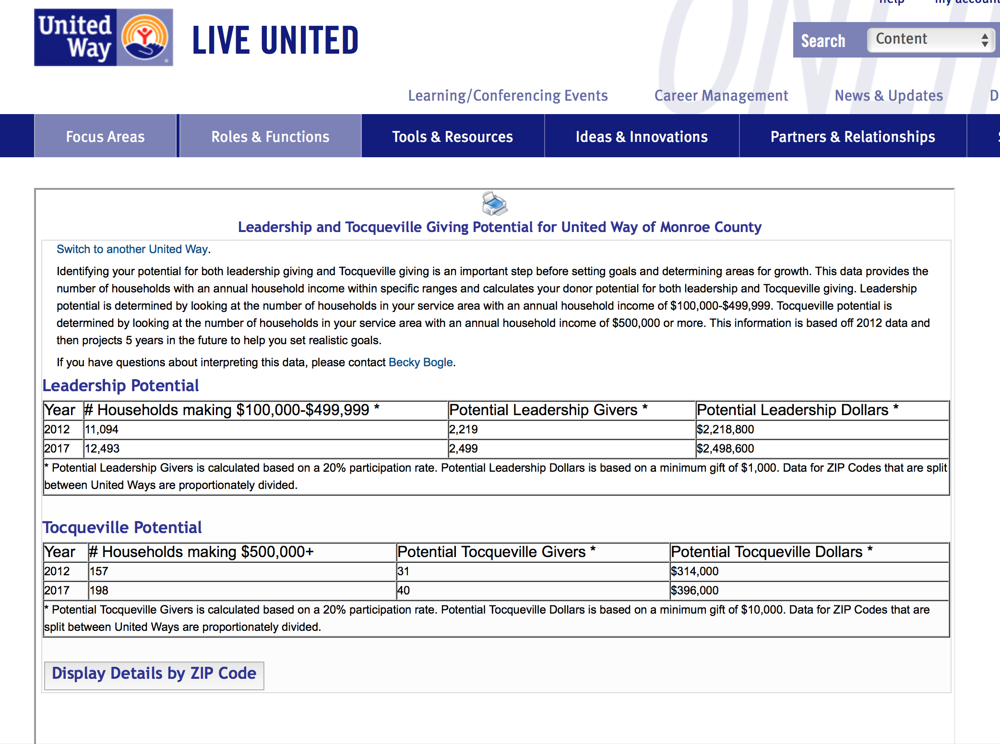 help my account
United
Way
LIVE UNITED
Search Content
Learning/Conferencing Events Career Management News & Updates
Focus Areas Roles & Functions Tools & Resources Ideas & Innovations Partners & Relationships
Leadership and Tocqueville Giving Potential for United Way of Monroe County
Switch to another United Way.
Identifying your potential for both leadership giving and Tocqueville giving is an important step before setting goals and determining areas for growth. This data provides the
number of households with an annual household income within specific ranges and calculates your donor potential for both leadership and Tocqueville giving. Leadership
potential is determined by looking at the number of households in your service area with an annual household income of $100,000-$499,999. Tocqueville potential is
determined by looking at the number of households in your service area with an annual household income of $500,000 or more. This information is based off 2012 data and
then projects 5 years in the future to help you set realistic goals.
If you have questions about interpreting this data, please contact Becky Bogle.
Leadership Potential
Year # Households making $100,000-$499,999 * Potential Leadership Givers * Potential Leadership Dollars *
2012 11,094 2,219 $2,218,800
2017 12,493 2,499 $2,498,600
* Potential Leadership Givers is calculated based on a 20% participation rate. Potential Leadership Dollars is based on a minimum gift of $1,000. Data for ZIP Codes that are split
between United Ways are proportionately divided.
Tocqueville Potential
Year # Households making $500,000+ Potential Tocqueville Givers * Potential Tocqueville Dollars *
2012 157 31 $314,000
2017 198 40 $396,000
* Potential Tocqueville Givers is calculated based on a 20% participation rate. Potential Tocqueville Dollars is based on a minimum gift of $10,000. Data for ZIP Codes that are
split between United Ways are proportionately divided.
Display Details by ZIP Code